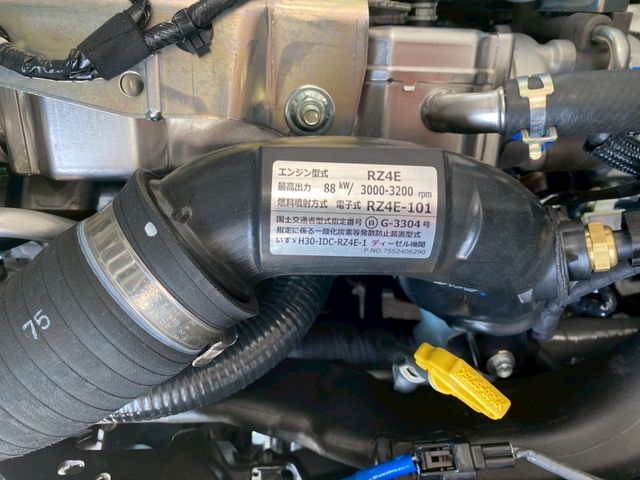 エンジン型式 RZ4E
最高出力 88 kW/ 3000-3200 rpm
燃料噴射方式 電子式 RZ4E-101
国土交通省型式指定番号 自 G-3304号
指定に係る一酸化炭素等発散防止装置型式
いすゞH30-IDC-RZ4E-1 ディーゼル機関
P.NO.7552406290
75